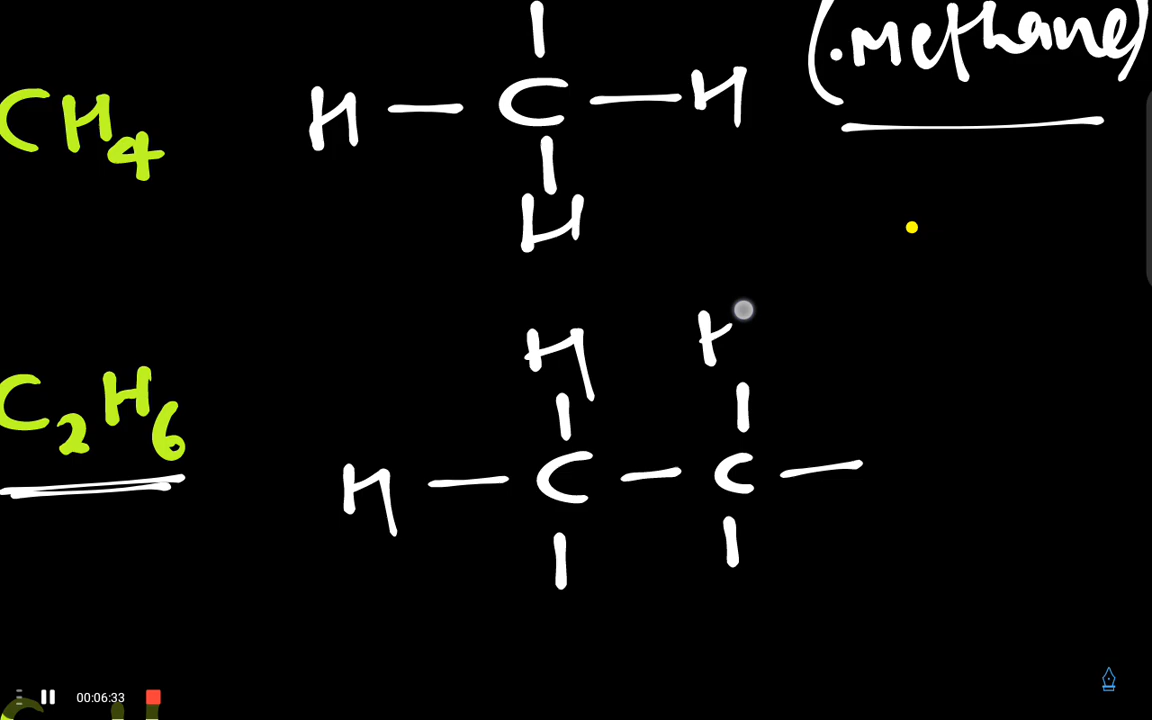 (.Methane)
CH4 H — C — H
H
H H
C2H6 H — C — C —
00:06:33